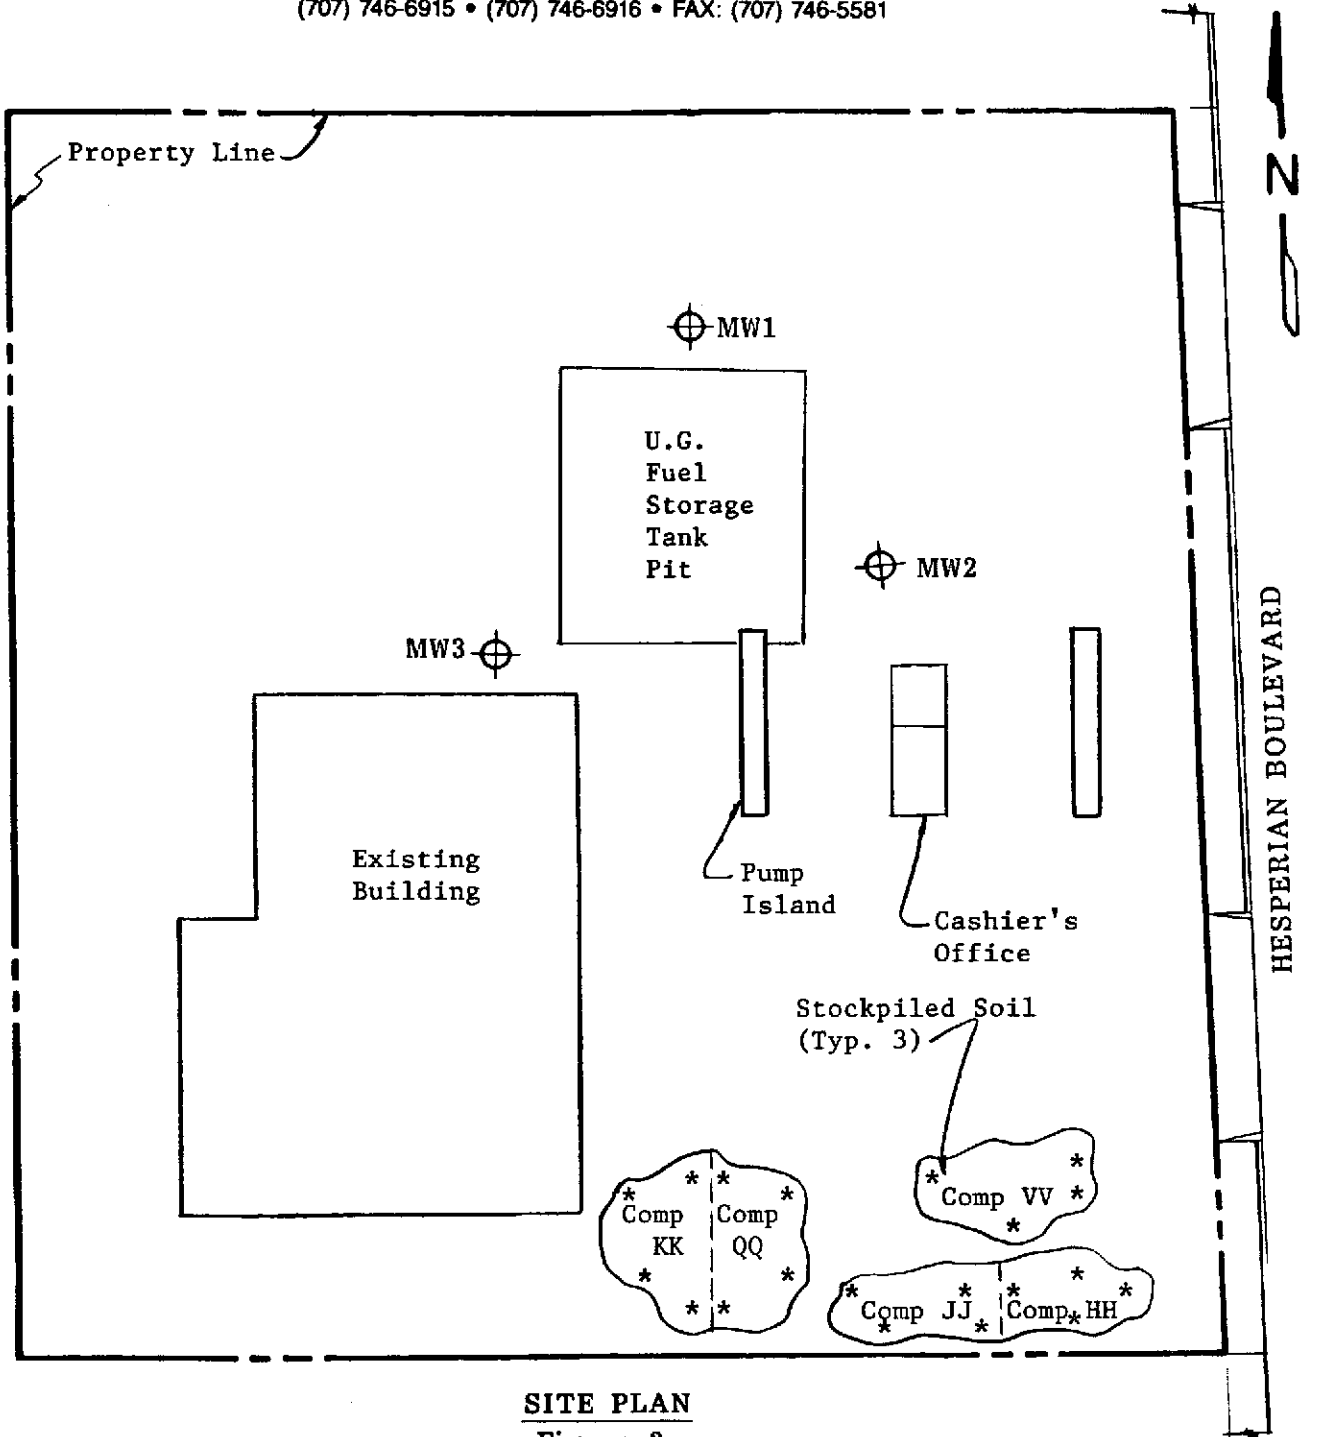 (707) 746-6915 • (707) 746-6916 • FAX: (707) 746-5581
Property Line
N
MW1
U.G.
Fuel
Storage
Tank
Pit
MW2
MW3
HESPERIAN BOULEVARD
Existing
Building
Pump
Island
Cashier's
Office
Stockpiled Soil
(Typ. 3)
Comp VV
Comp
KK
Comp
QQ
Comp JJ
Comp HH
SITE PLAN